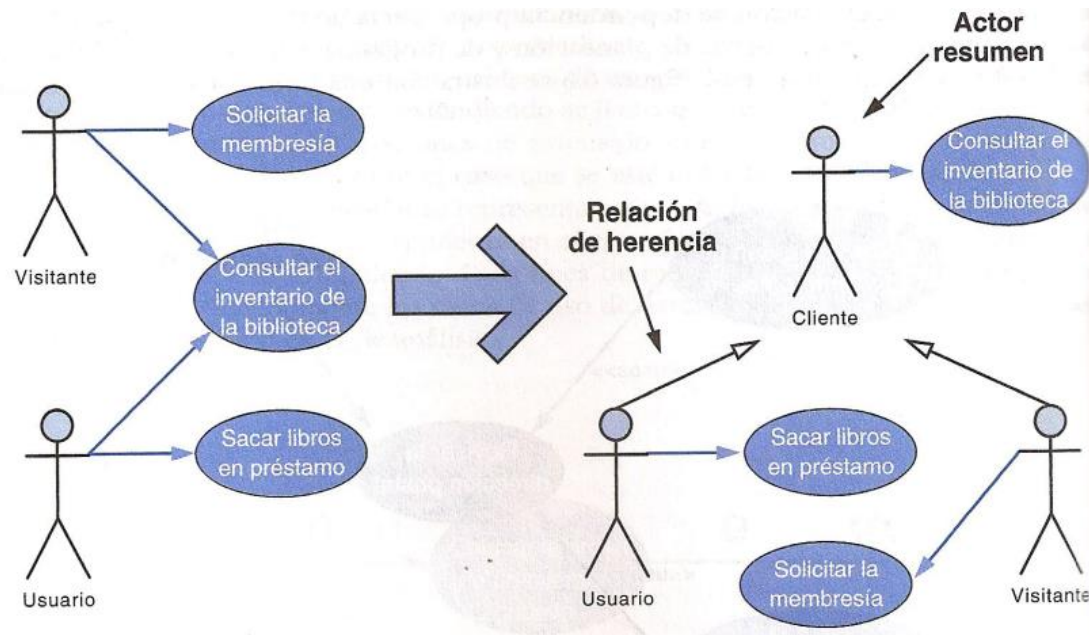 Actor
resumen
Solicitar la
membresía
Visitante
Consultar el
inventario de
la biblioteca
Relación
de herencia
Consultar el
inventario de
la biblioteca
Cliente
Sacar libros
en préstamo
Usuario
Sacar libros
en préstamo
Solicitar la
membresía
Usuario
Visitante